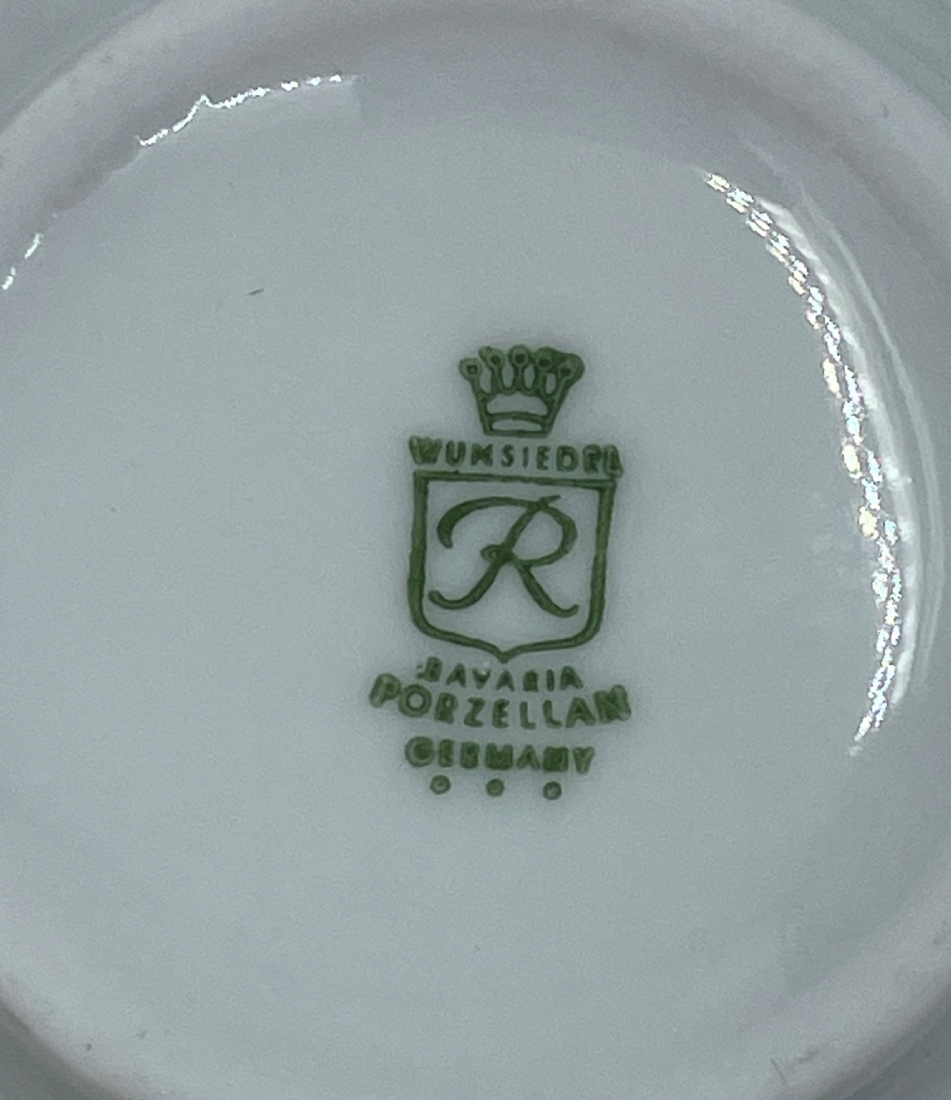 WUNSIEDEL
R
BAVARIA
PORZELLAN
GERMANY